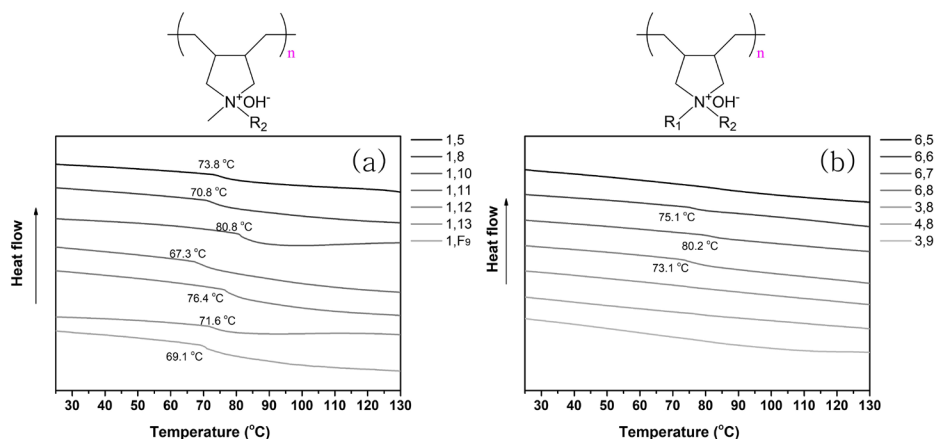 n
N⁺OH⁻
R₂
n
N⁺OH⁻
R₁ R₂
(a)
73.8 °C
70.8 °C
80.8 °C
67.3 °C
76.4 °C
71.6 °C
69.1 °C
1,5
1,8
1,10
1,11
1,12
1,13
1,F₉
Heat flow
25 30 40 50 60 70 80 90 100 110 120 130
Temperature (°C)
(b)
75.1 °C
80.2 °C
73.1 °C
6,5
6,6
6,7
6,8
3,8
4,8
3,9
Heat flow
30 40 50 60 70 80 90 100 110 120 130
Temperature (°C)